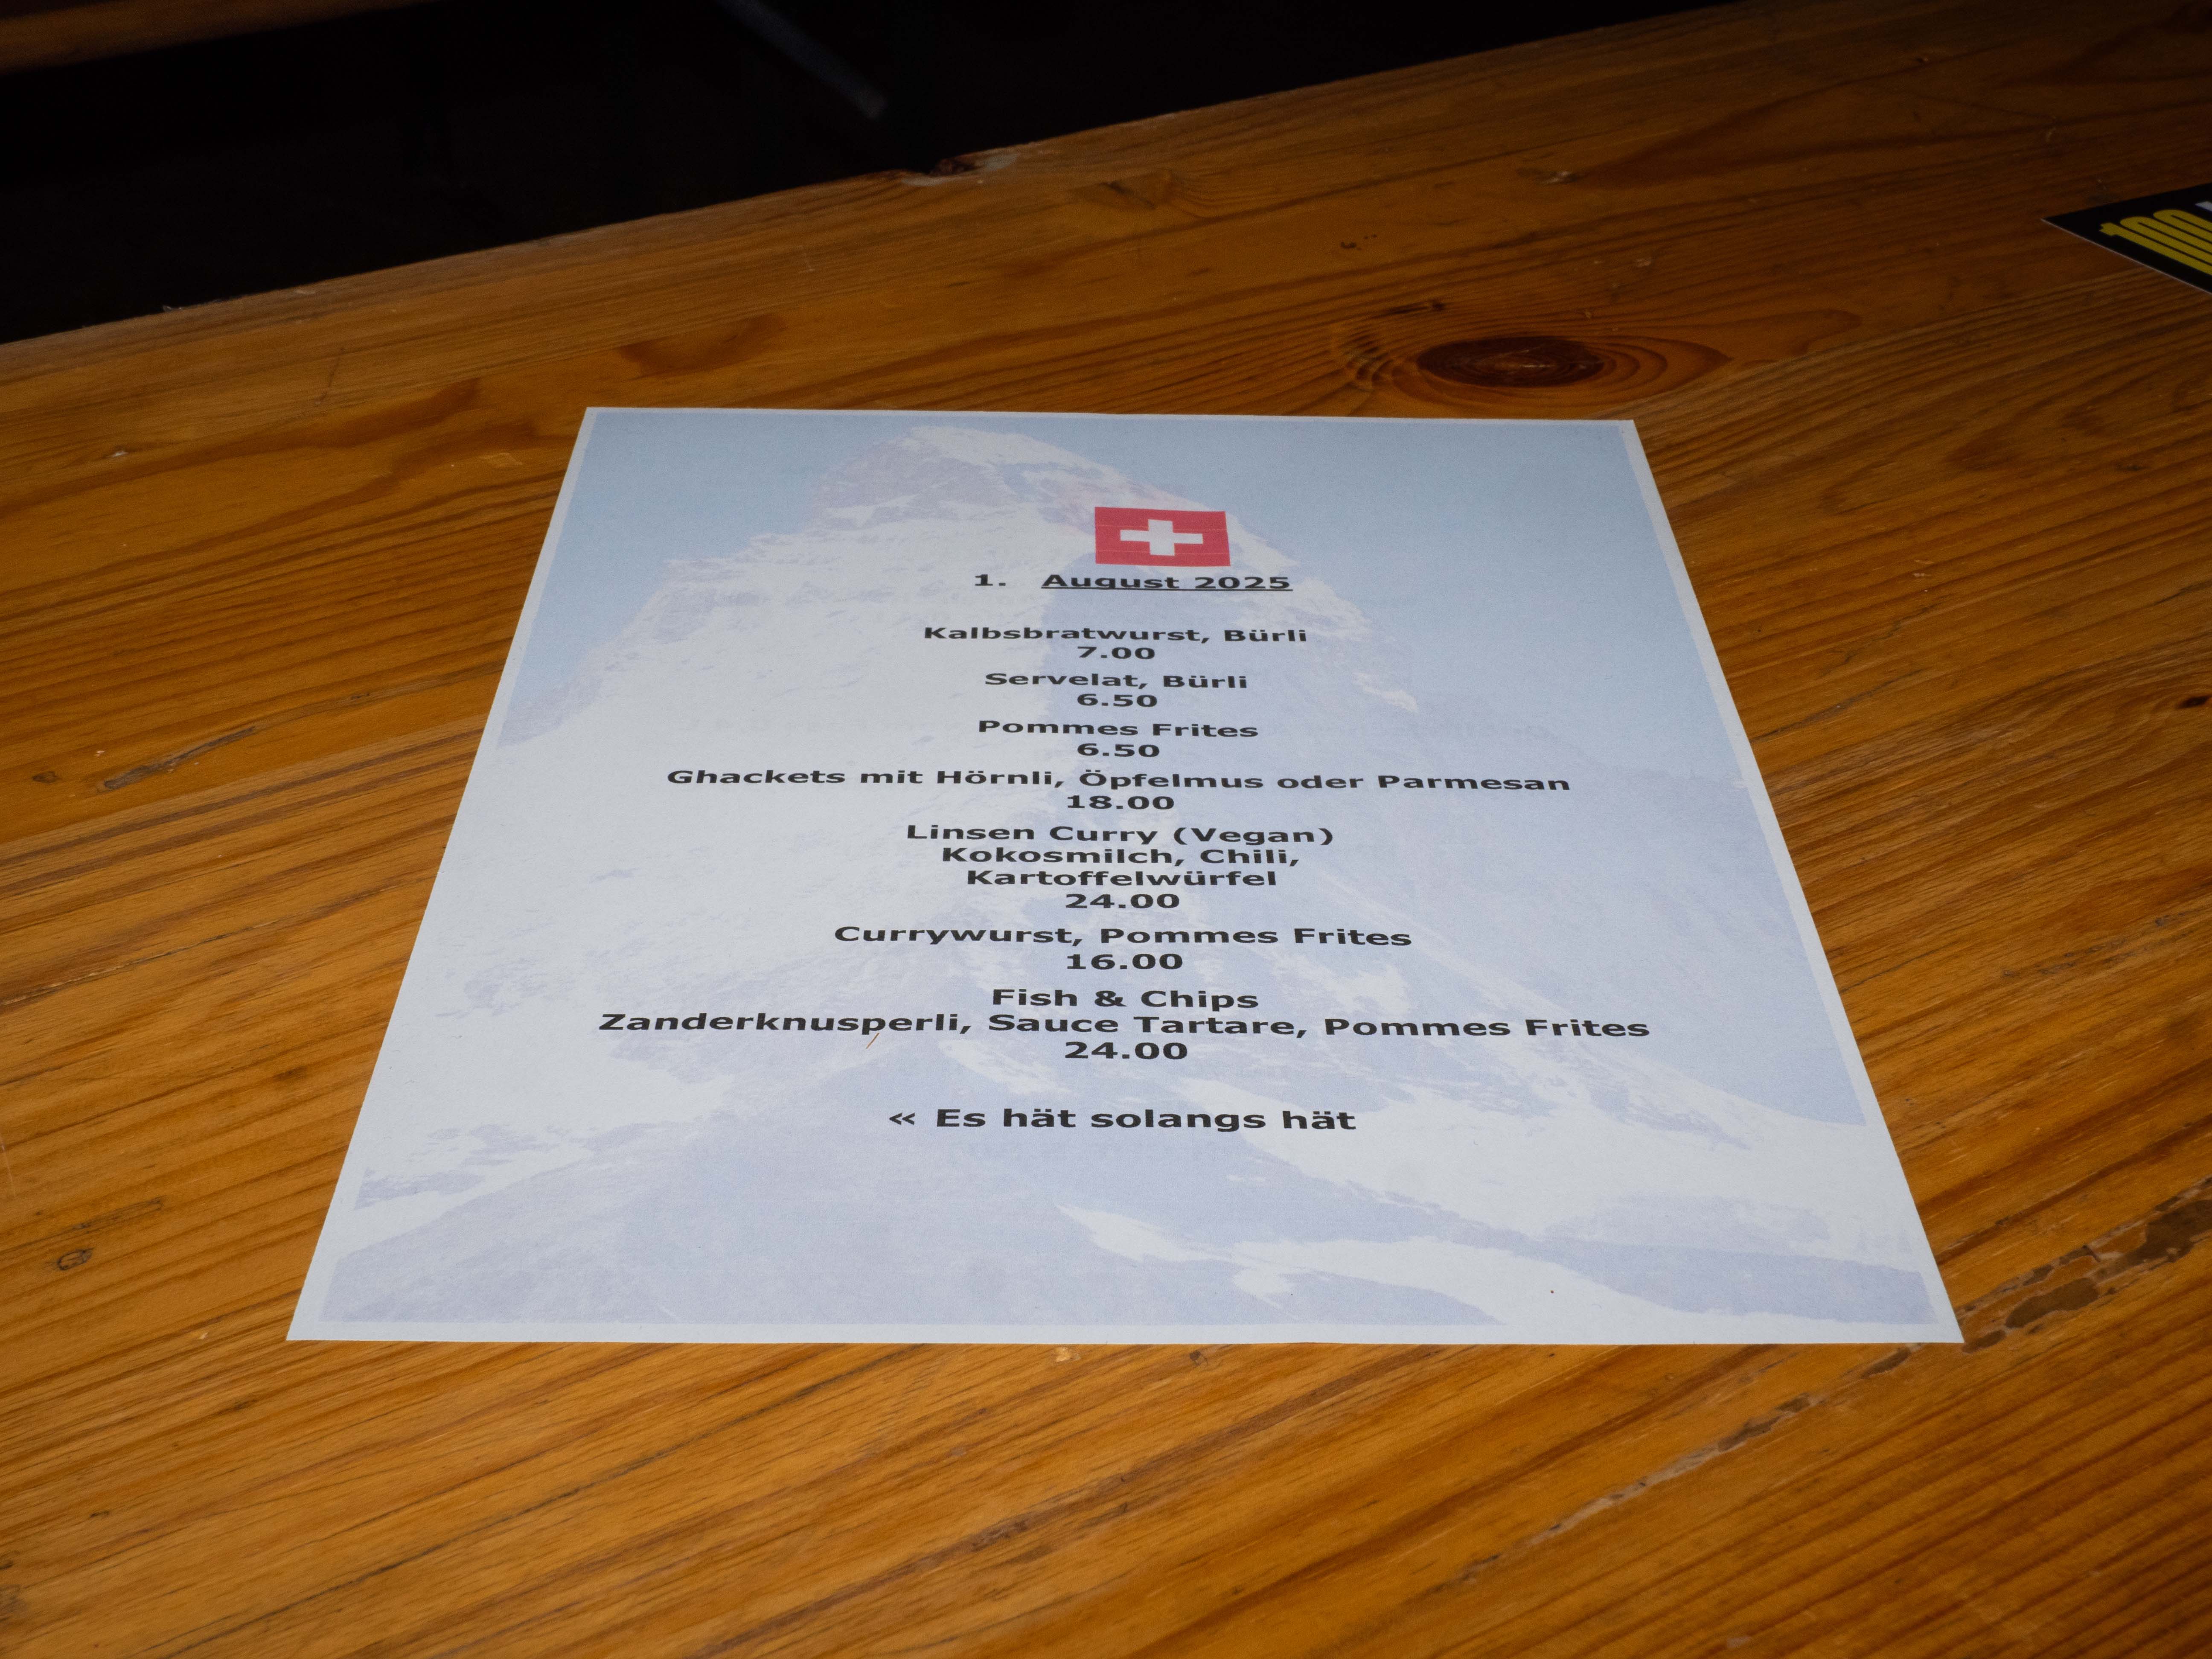 1. August 2025
Kalbsbratwurst, Bürli
7.00
Servelat, Bürli
6.50
Pommes Frites
6.50
Ghackets mit Hörnli, Öpfelmus oder Parmesan
18.00
Linsen Curry (Vegan)
Kokosmilch, Chili,
Kartoffelwürfel
24.00
Currywurst, Pommes Frites
16.00
Fish & Chips
Zanderknusperli, Sauce Tartare, Pommes Frites
24.00
« Es hät solangs hät
100